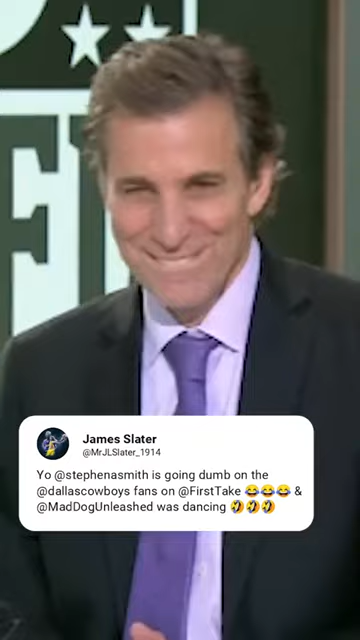 James Slater
@MrJLSlater_1914
Yo @stephenasmith is going dumb on the
@dallascowboys fans on @FirstTake 😂😂😂 &
@MadDogUnleashed was dancing 🤣🤣🤣